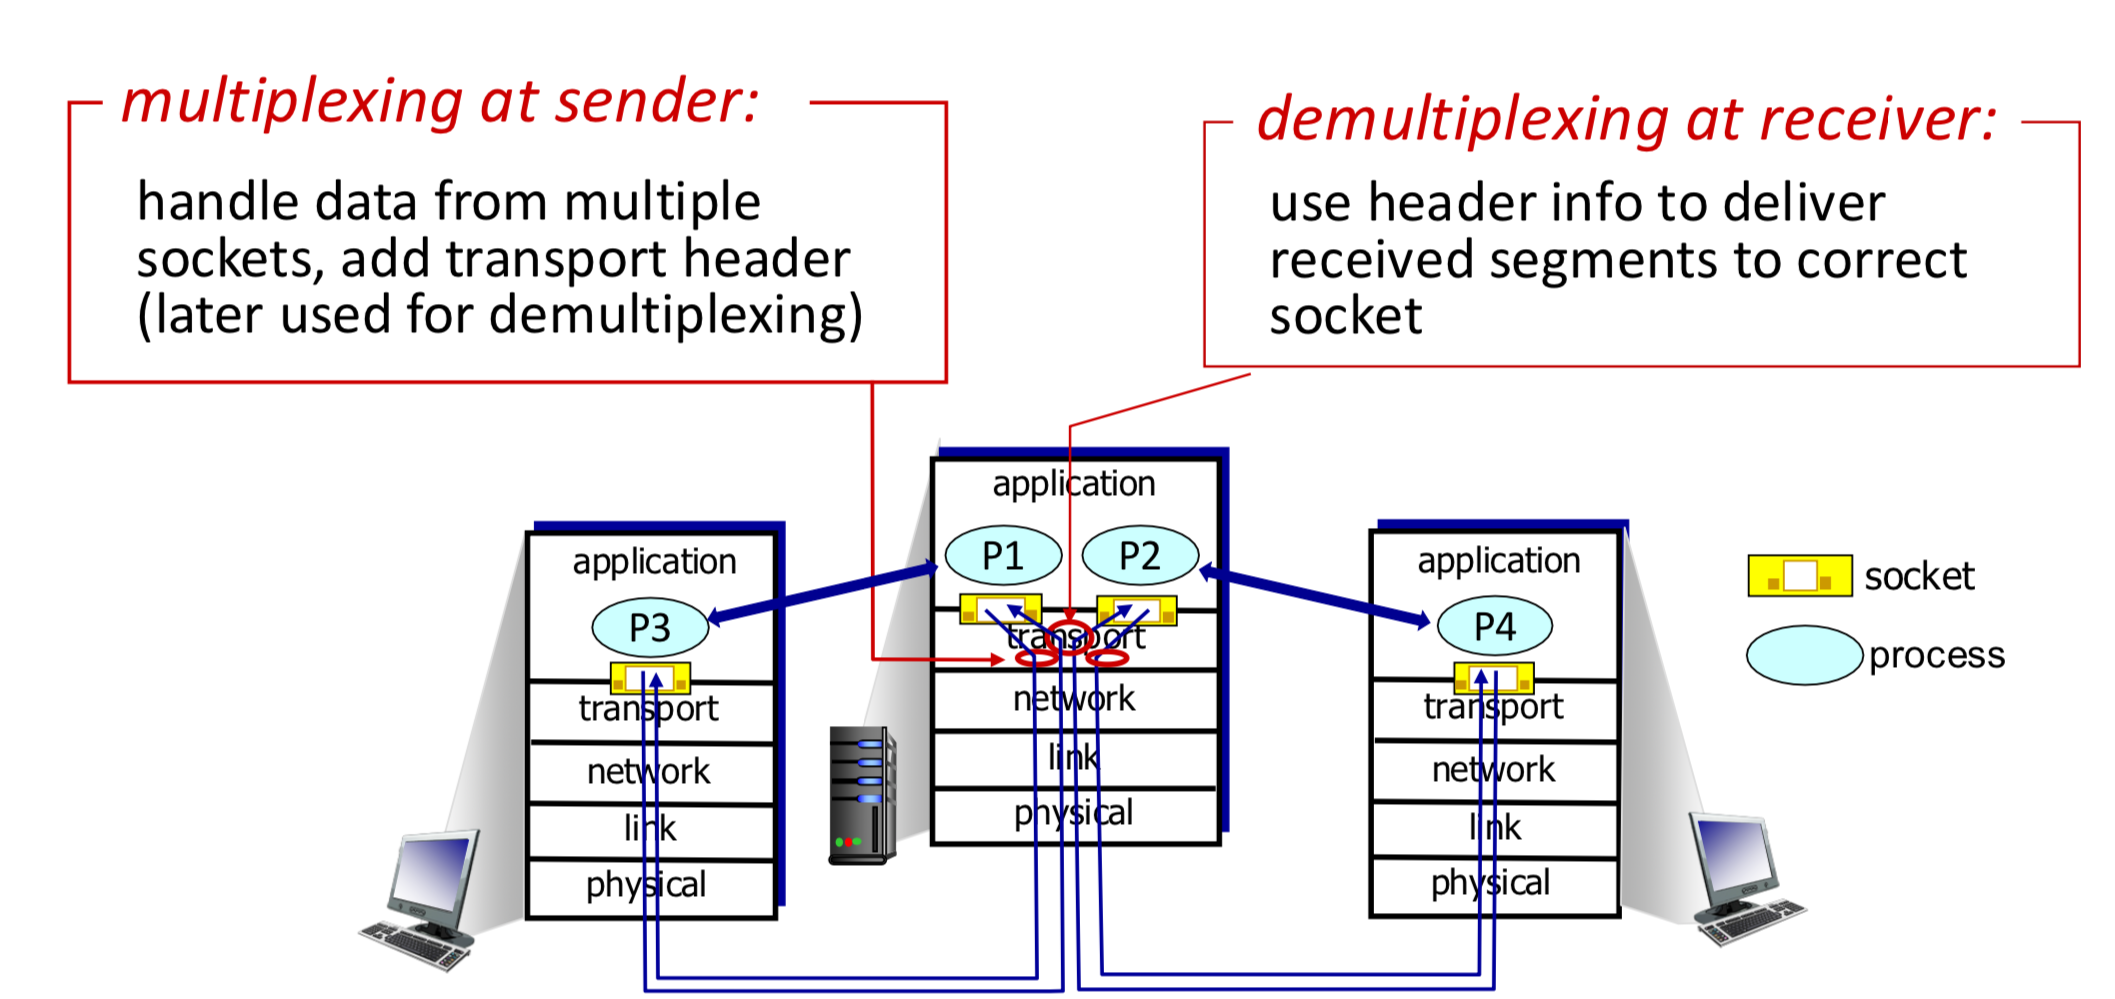 multiplexing at sender:
handle data from multiple
sockets, add transport header
(later used for demultiplexing)
demultiplexing at receiver:
use header info to deliver
received segments to correct
socket
application
P3
transport
network
link
physical
application
P1
P2
transport
network
link
physical
application
P4
transport
network
link
physical
socket
process